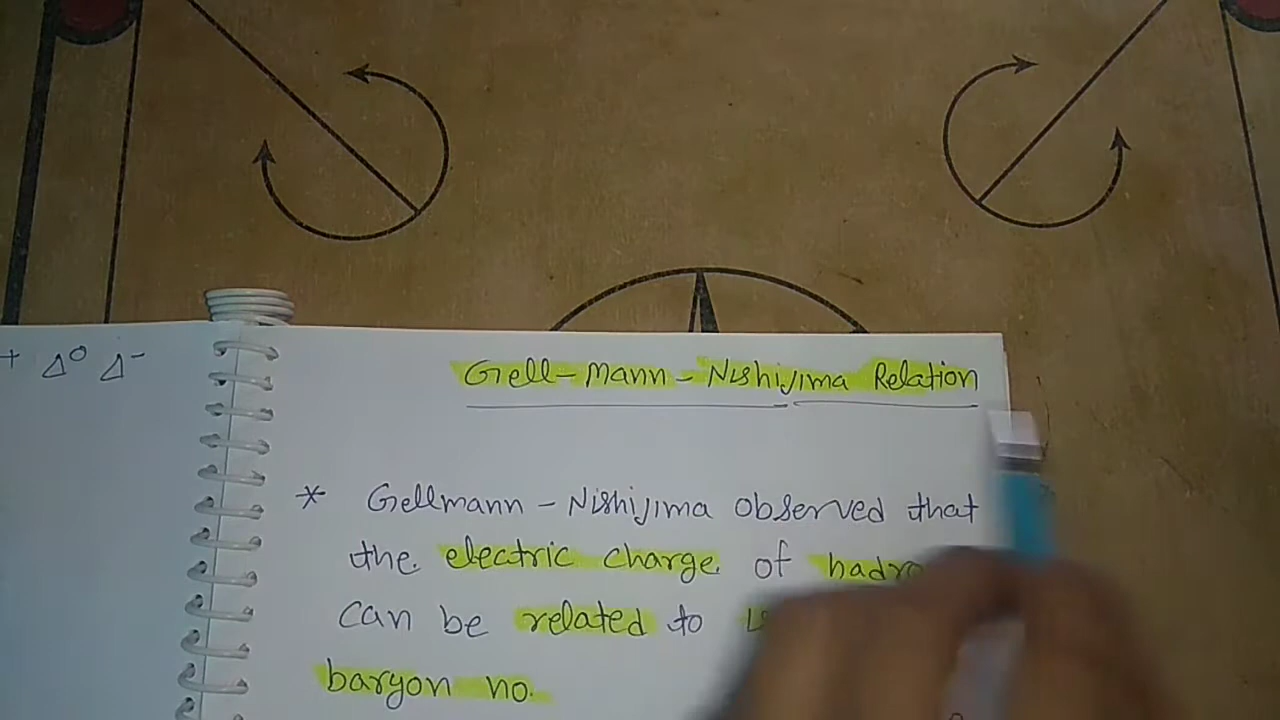 + Δ⁰ Δ⁻
Gell-Mann-Nishijima Relation
* Gellmann-Nishijima observed that
the electric charge of
can be related to
baryon no.